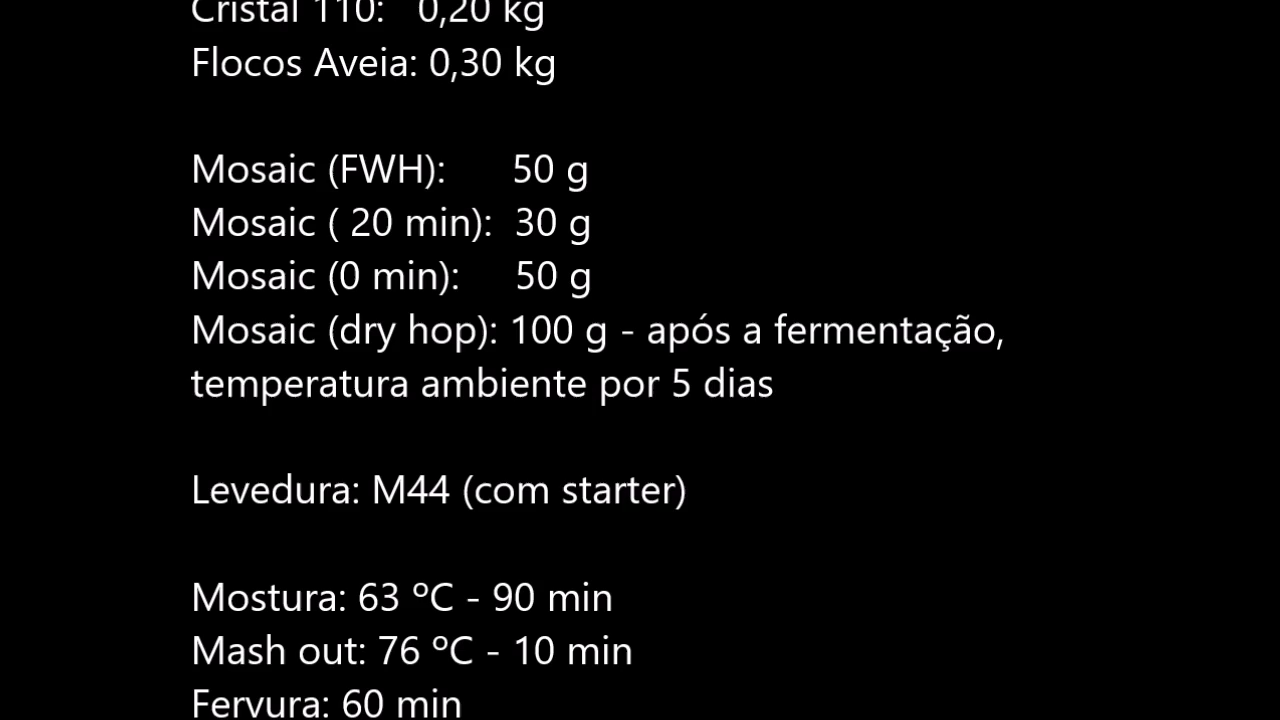 Cristal 110: 0,20 kg
Flocos Aveia: 0,30 kg
Mosaic (FWH): 50 g
Mosaic ( 20 min): 30 g
Mosaic (0 min): 50 g
Mosaic (dry hop): 100 g - após a fermentação,
temperatura ambiente por 5 dias
Levedura: M44 (com starter)
Mostura: 63 ºC - 90 min
Mash out: 76 ºC - 10 min
Fervura: 60 min